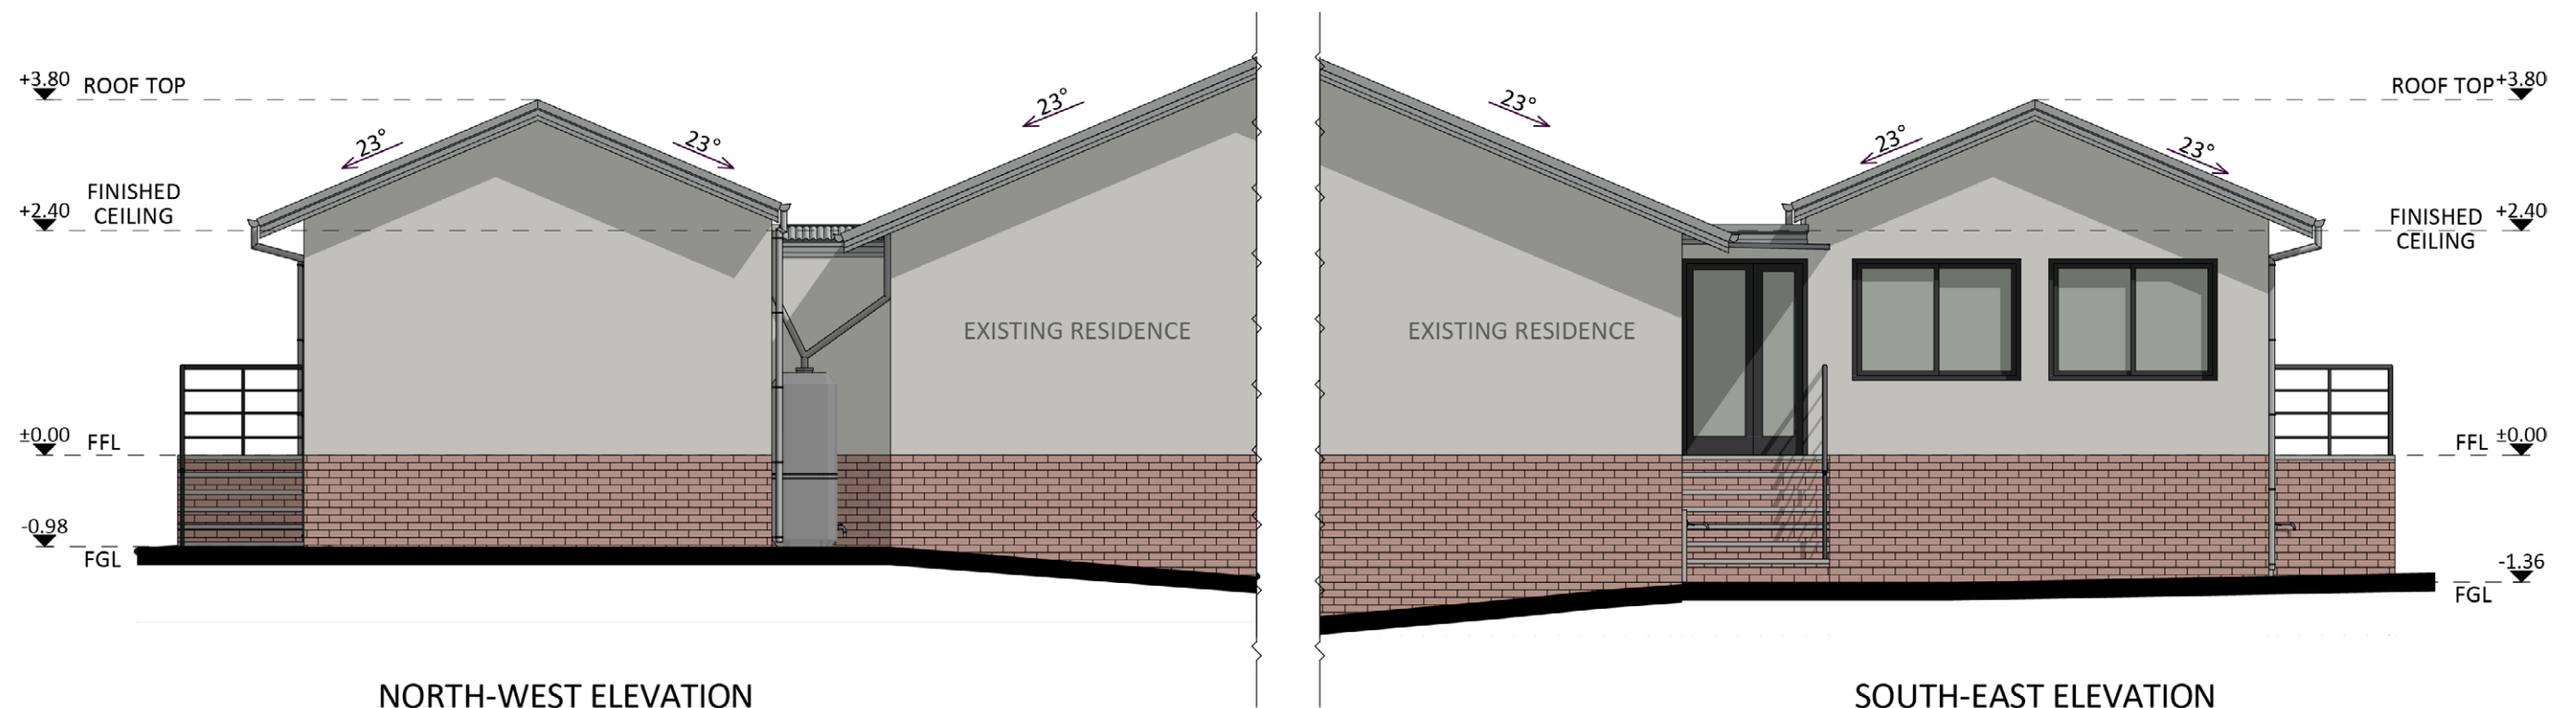 +3.80 ROOF TOP
23°
23°
23°
FINISHED
CEILING
+2.40
EXISTING RESIDENCE
±0.00 FFL
-0.98
FGL
NORTH-WEST ELEVATION
ROOF TOP +3.80
23°
23°
23°
FINISHED
CEILING
+2.40
EXISTING RESIDENCE
FFL ±0.00
-1.36
FGL
SOUTH-EAST ELEVATION